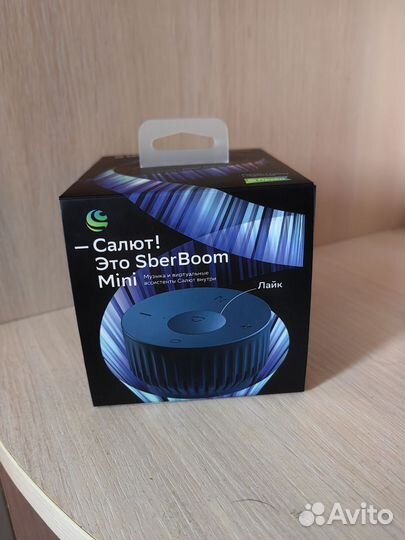 – Салют!
Это SberBoom
Mini
Музыка и виртуальные
ассистенты Салют внутри
Лайк
Avito